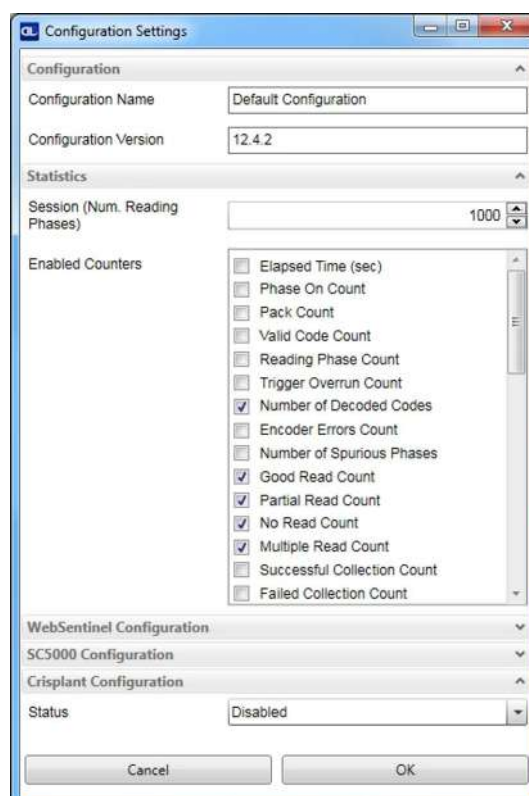 DL Configuration Settings
Configuration
Configuration Name Default Configuration
Configuration Version 12.4.2
Statistics
Session (Num. Reading
Phases) 1000
Enabled Counters
Elapsed Time (sec)
Phase On Count
Pack Count
Valid Code Count
Reading Phase Count
Trigger Overrun Count
Number of Decoded Codes
Encoder Errors Count
Number of Spurious Phases
Good Read Count
Partial Read Count
No Read Count
Multiple Read Count
Successful Collection Count
Failed Collection Count
WebSentinel Configuration
SC5000 Configuration
Crisplant Configuration
Status Disabled
Cancel OK